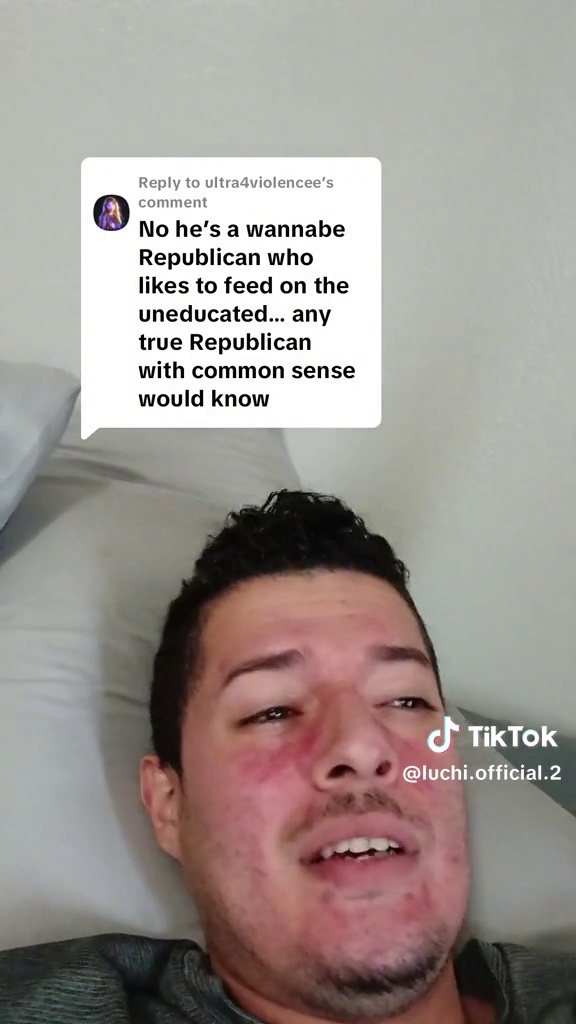 Reply to ultra4violencee's
comment
No he's a wannabe
Republican who
likes to feed on the
uneducated... any
true Republican
with common sense
would know
TikTok
@luchi.official.2